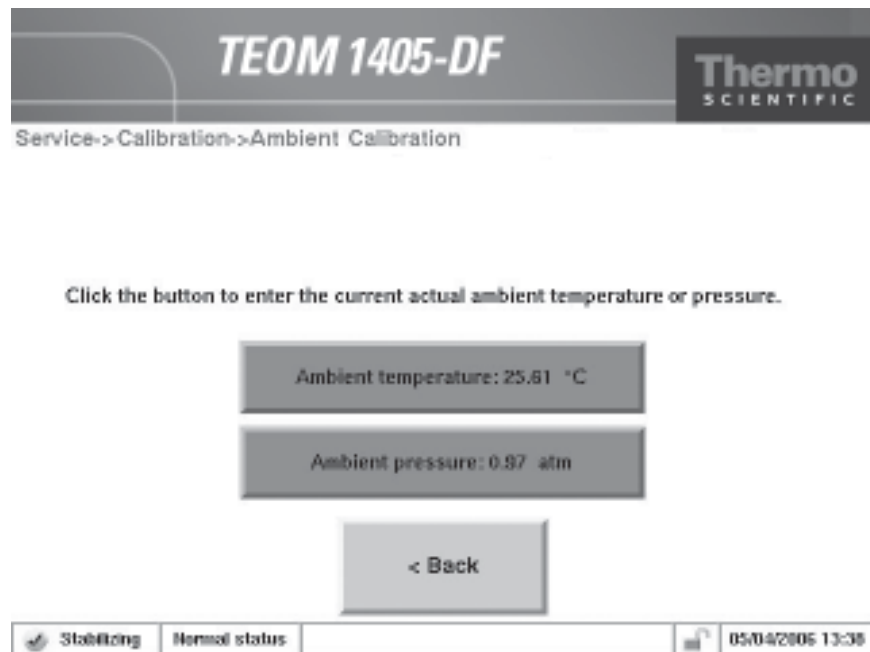 TEOM 1405-DF
Thermo
SCIENTIFIC
Service->Calibration->Ambient Calibration
Click the button to enter the current actual ambient temperature or pressure.
Ambient temperature: 25.61 °C
Ambient pressure: 0.97 atm
< Back
Stabilizing
Normal status
05/04/2006 13:38